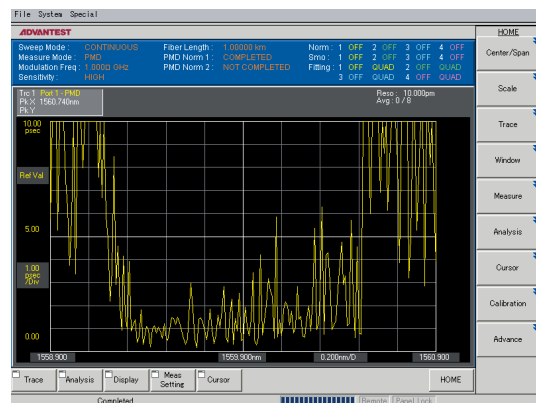 File System Special
ADVANTEST
HOME
Sweep Mode : CONTINUOUS Fiber Length : 1.00000 km Norm : 1 OFF 2 OFF 3 OFF 4 OFF
Measure Mode : PMD PMD Norm 1 : COMPLETED Smo : 1 OFF 2 OFF 3 OFF 4 OFF
Modulation Freq : 1.000G GHz PMD Norm 2 : NOT COMPLETED Fitting : 1 OFF QUAD 2 OFF QUAD
Sensitivity : HIGH 3 OFF QUAD 4 OFF QUAD
Center/Span
Trc 1 Port 1 - PMD
Pk X 1560.740nm
Pk Y
Reso : 10.000pm
Avg : 0 / 8
Scale
10.00
psec
Trace
Window
Ref Val
Measure
5.00
Analysis
1.00
psec
/Div
Cursor
Calibration
0.00
Advance
1558.900 1559.900nm 0.200nm/D 1560.900
Trace Analysis Display Meas Setting Cursor HOME
Completed Remote Panel Lock